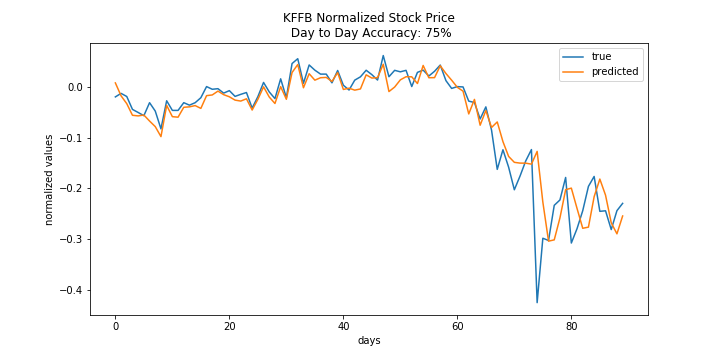 KFFB Normalized Stock Price
Day to Day Accuracy: 75%
true
predicted
normalized values
0.0
−0.1
−0.2
−0.3
−0.4
0
20
40
60
80
days